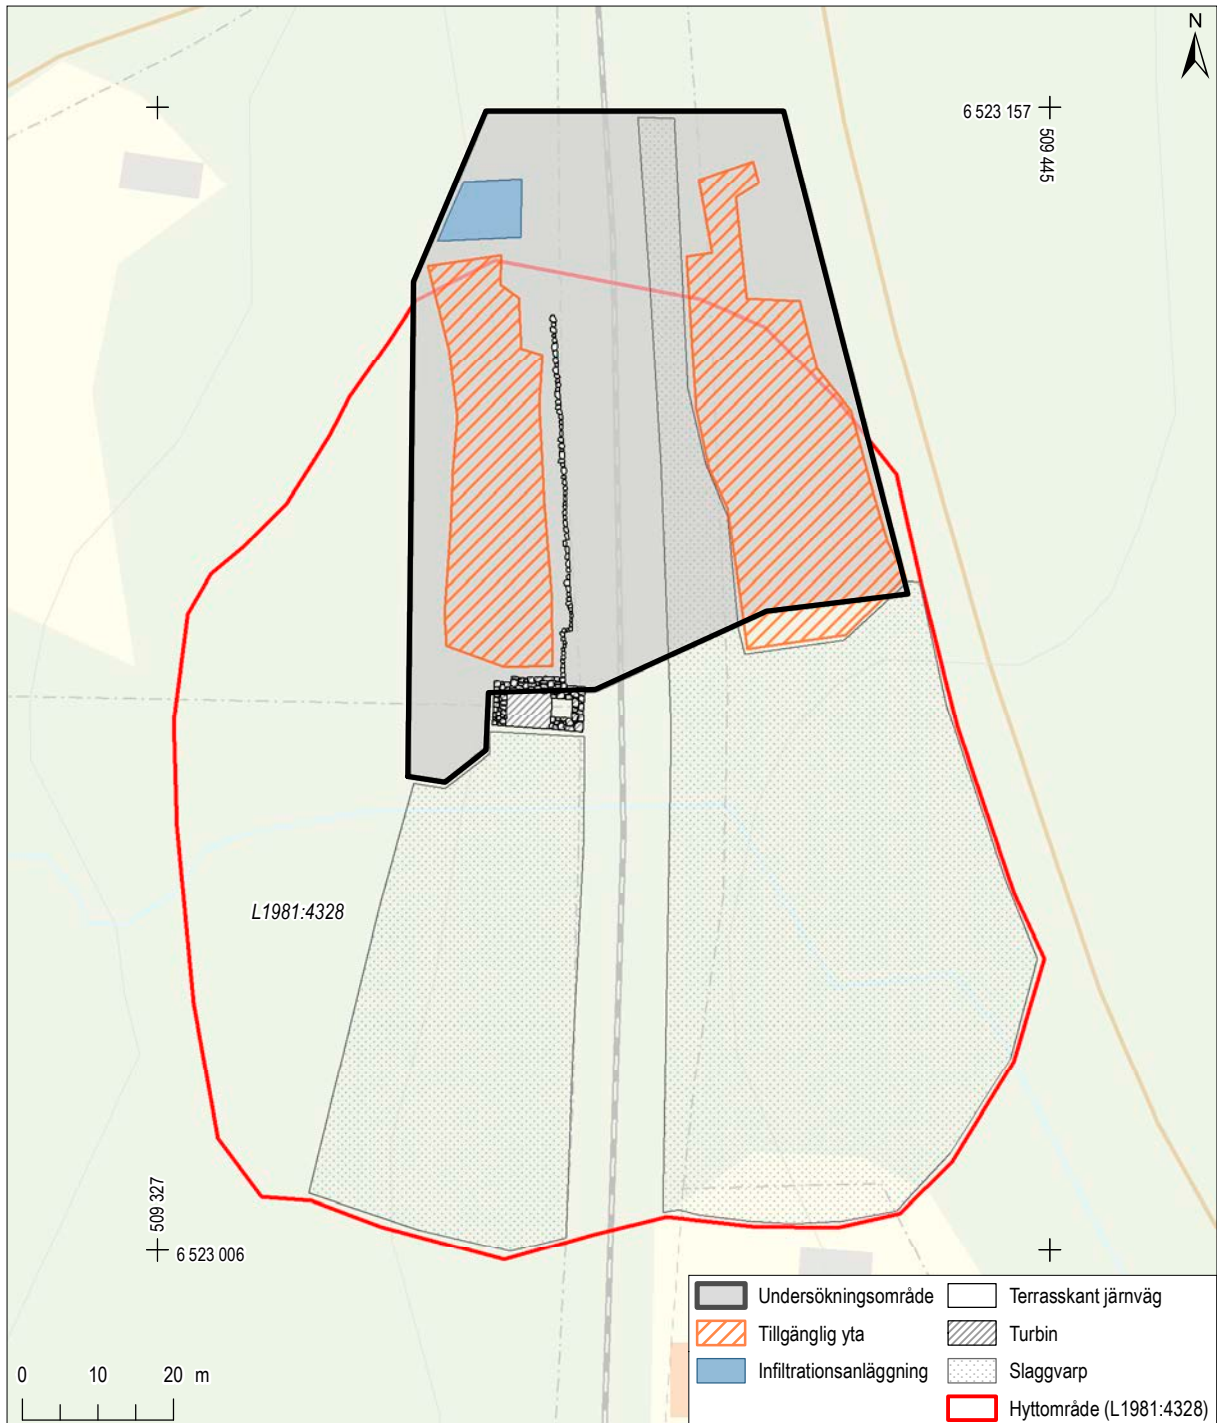 N
6 523 157
509 445
L1981:4328
509 327
6 523 006
Undersökningsområde
Terrasskant järnväg
Tillgänglig yta
Turbin
Infiltrationsanläggning
Slaggvarp
Hyttområde (L1981:4328)
0 10 20 m